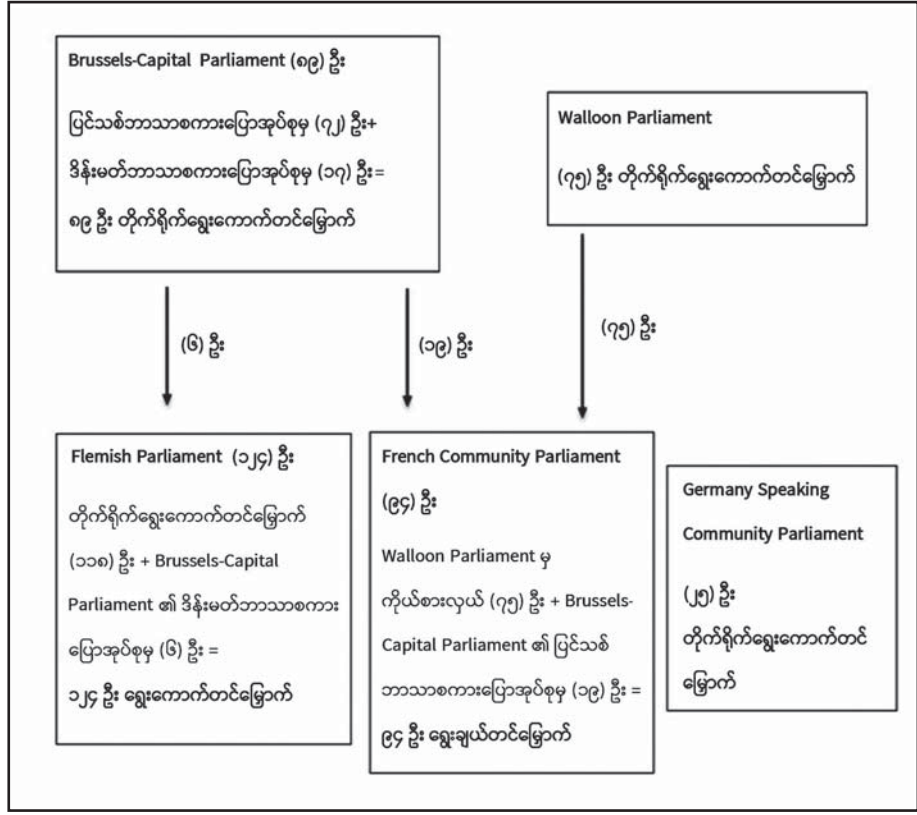 Brussels-Capital Parliament (၈၉) ဦး
ပြင်သစ်ဘာသာစကားပြောအုပ်စုမှ (၇၂) ဦး+
ဒိန်းမတ်ဘာသာစကားပြောအုပ်စုမှ (၁၇) ဦး=
၈၉ ဦး တိုက်ရိုက်ရွေးကောက်တင်မြှောက်
Walloon Parliament
(၇၅) ဦး တိုက်ရိုက်ရွေးကောက်တင်မြှောက်
(၆) ဦး
(၁၉) ဦး
(၇၅) ဦး
Flemish Parliament (၁၂၄) ဦး
တိုက်ရိုက်ရွေးကောက်တင်မြှောက်
(၁၁၈) ဦး + Brussels-Capital
Parliament ၏ ဒိန်းမတ်ဘာသာစကား
ပြောအုပ်စုမှ (၆) ဦး =
၁၂၄ ဦး ရွေးကောက်တင်မြှောက်
French Community Parliament
(၉၄) ဦး
Walloon Parliament မှ
ကိုယ်စားလှယ် (၇၅) ဦး + Brussels-
Capital Parliament ၏ ပြင်သစ်
ဘာသာစကားပြောအုပ်စုမှ (၁၉) ဦး =
၉၄ ဦး ရွေးချယ်တင်မြှောက်
Germany Speaking
Community Parliament
(၂၅) ဦး
တိုက်ရိုက်ရွေးကောက်တင်
မြှောက်